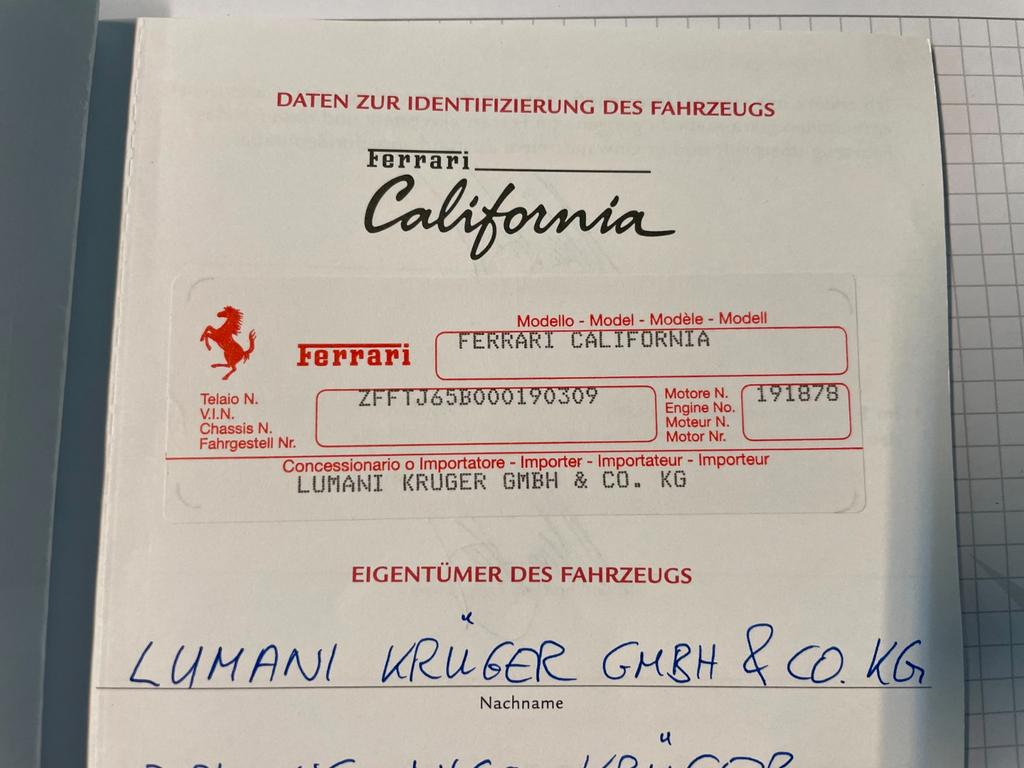 DATEN ZUR IDENTIFIZIERUNG DES FAHRZEUGS
Ferrari
California
Modello - Model - Modèle - Modell
Ferrari FERRARI CALIFORNIA
Telaio N.
V.I.N.
Chassis N.
Fahrgestell Nr.
ZFFTJ65B000190309
Motore N.
Engine No.
Moteur N.
Motor Nr.
191878
Concessionario o Importatore - Importer - Importateur - Importeur
LUMANI KRUGER GMBH & CO. KG
EIGENTÜMER DES FAHRZEUGS
LUMANI KRÜGER GMBH & CO. KG
Nachname
KRÜGER